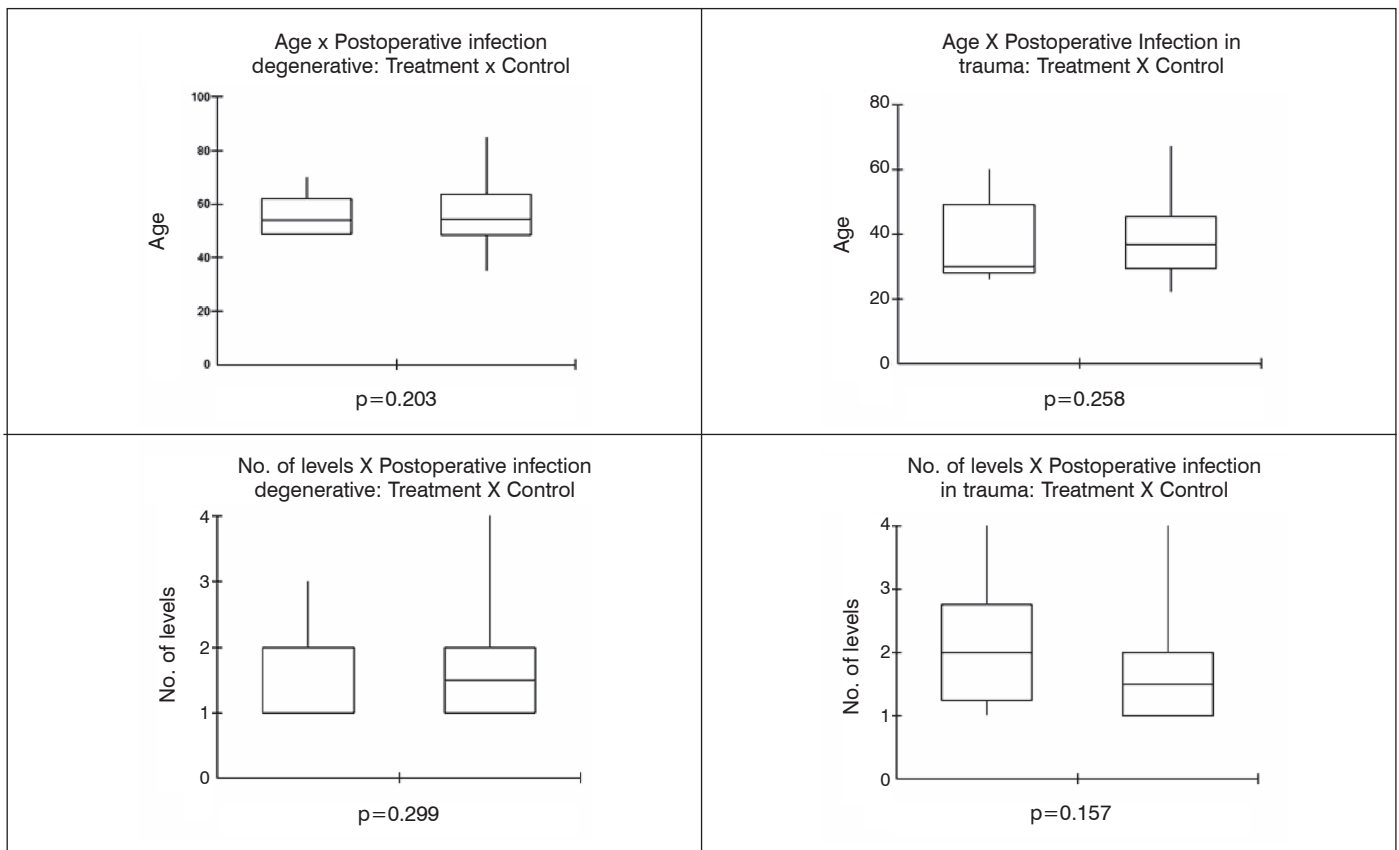 Age x Postoperative infection
degenerative: Treatment x Control
100
80
60
40
20
0
Age
p=0.203
Age X Postoperative Infection in
trauma: Treatment X Control
80
60
40
20
0
Age
p=0.258
No. of levels X Postoperative infection
degenerative: Treatment X Control
4
3
2
1
0
No. of levels
p=0.299
No. of levels X Postoperative infection
in trauma: Treatment X Control
4
3
2
1
0
No. of levels
p=0.157